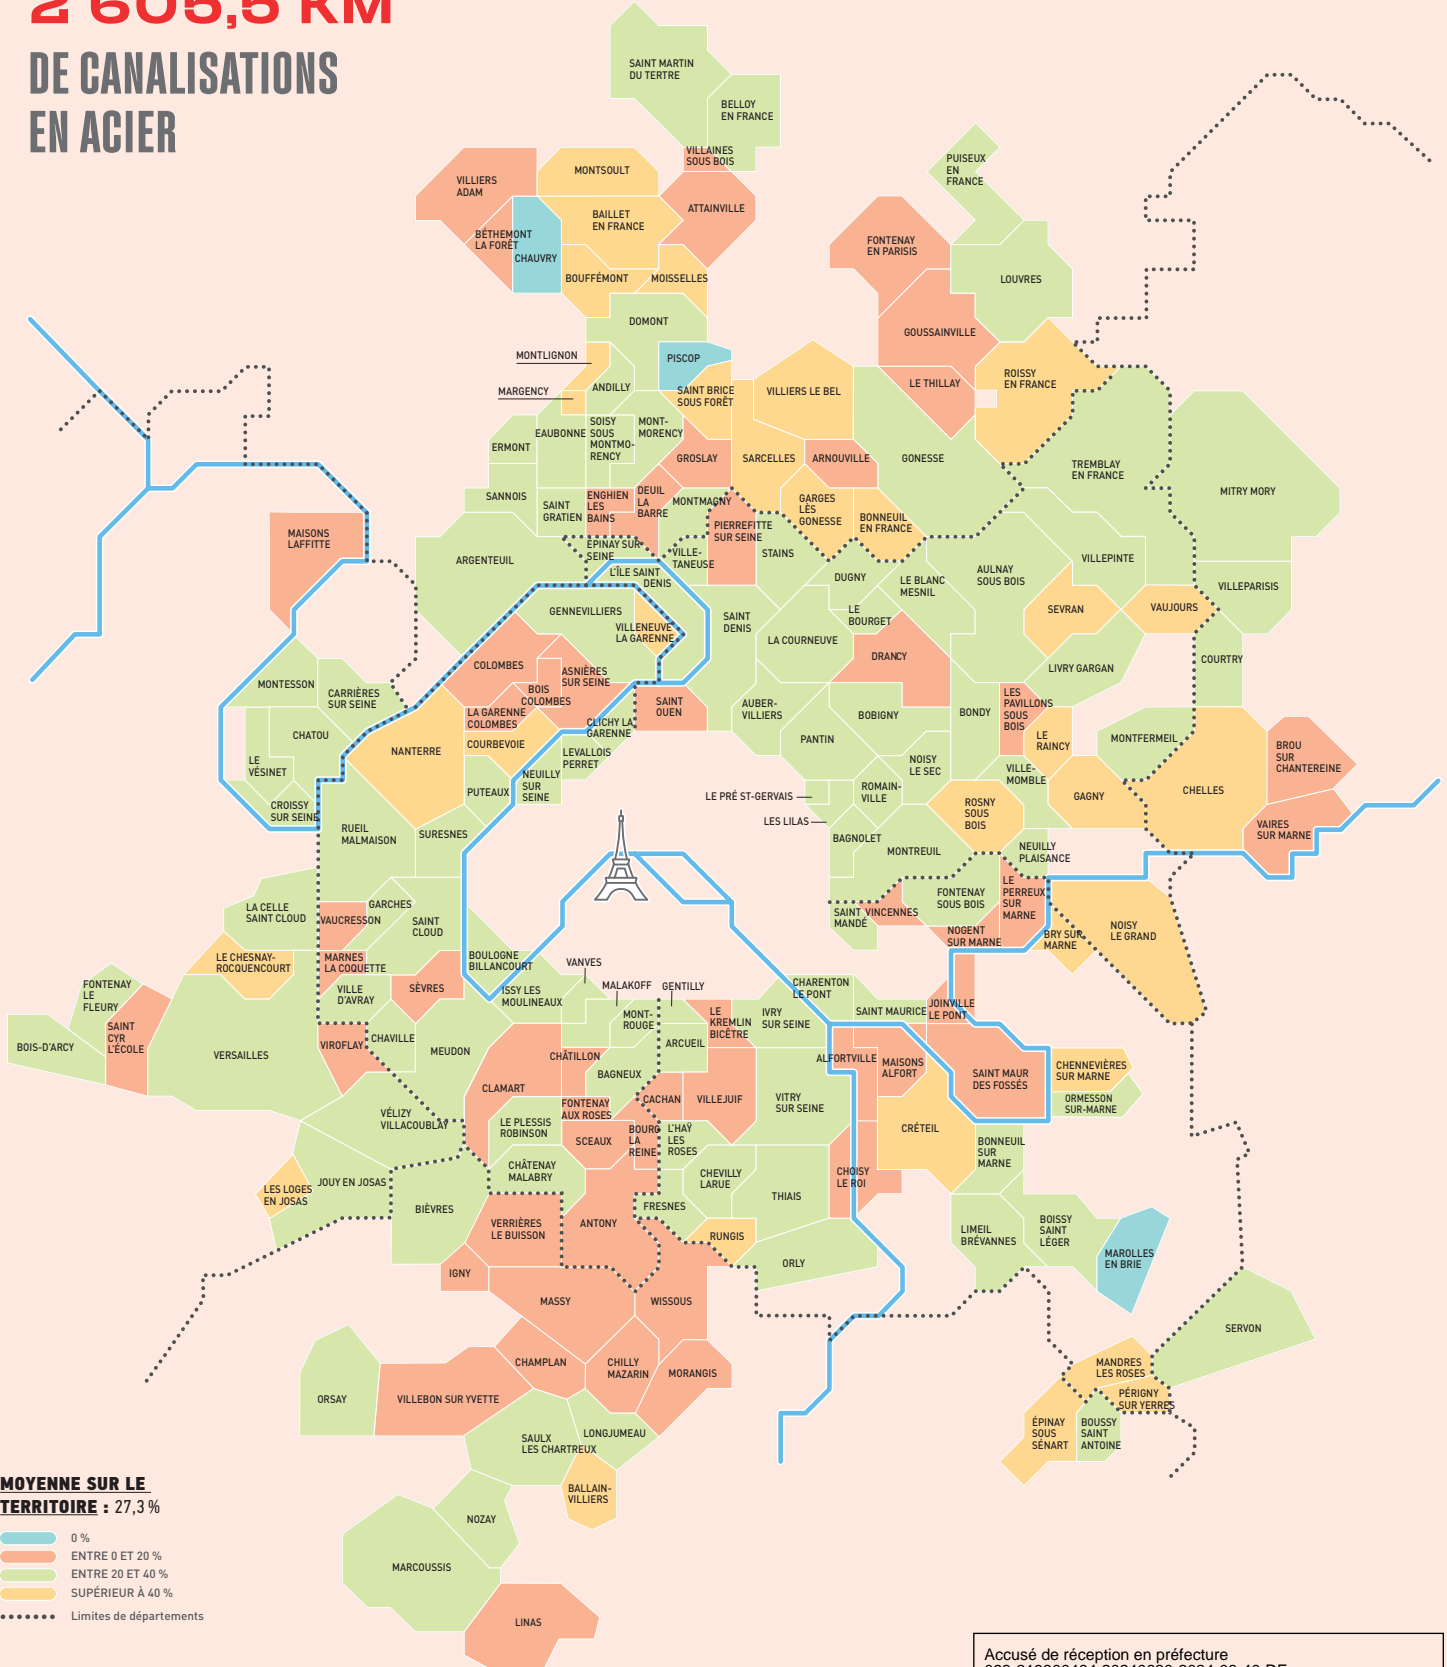 2 605,5 KM
DE CANALISATIONS
EN ACIER
SAINT MARTIN
DU TERTRE
BELLOY
EN FRANCE
VILLAINES
SOUS BOIS
MONTSOULT
VILLIERS
ADAM
BAILLET
EN FRANCE
ATTAINVILLE
BÉTHEMONT
LA FORÊT
CHAUVRY
BOUFFÉMONT
MOISSELLES
PUISEUX
EN
FRANCE
FONTENAY
EN PARISIS
LOUVRES
DOMONT
GOUSSAINVILLE
MONTLIGNON
PISCOP
MARGENCY
ANDILLY
SAINT BRICE
SOUS FORÊT
VILLIERS LE BEL
LE THILLAY
ROISSY
EN FRANCE
ERMONT
EAUBONNE
SOISY
SOUS
MONTMO-
RENCY
MONT-
MORENCY
GROSLAY
SARCELLES
ARNOUVILLE
GONESSE
TREMBLAY
EN FRANCE
MITRY MORY
SANNOIS
SAINT
GRATIEN
ENGHIEN
LES
BAINS
DEUIL
LA
BARRE
MONTMAGNY
GARGES
LÈS
GONESSE
BONNEUIL
EN FRANCE
MAISONS
LAFFITTE
ARGENTEUIL
ÉPINAY SUR
SEINE
VILLE-
TANEUSE
PIERREFITTE
SUR SEINE
STAINS
L'ÎLE SAINT
DENIS
DUGNY
LE BLANC
MESNIL
AULNAY
SOUS BOIS
VILLEPINTE
VILLEPARISIS
GENNEVILLIERS
VILLENEUVE
LA GARENNE
SAINT
DENIS
LE
BOURGET
LA COURNEUVE
SEVRAN
VAUJOURS
DRANCY
LIVRY GARGAN
COURTRY
COLOMBES
BOIS
COLOMBES
ASNIÈRES
SUR SEINE
MONTESSON
CARRIÈRES
SUR SEINE
LA GARENNE
COLOMBES
SAINT
OUEN
AUBER-
VILLIERS
BOBIGNY
BONDY
LES
PAVILLONS
SOUS
BOIS
CHATOU
NANTERRE
COURBEVOIE
CLICHY LA
GARENNE
LEVALLOIS
PERRET
PANTIN
LE
RAINCY
MONTFERMEIL
BROU
SUR
CHANTEREINE
LE
VÉSINET
CROISSY
SUR SEINE
PUTEAUX
NEUILLY
SUR
SEINE
NOISY
LE SEC
VILLE-
MOMBLE
LE PRÉ ST-GERVAIS
ROMAIN-
VILLE
GAGNY
CHELLES
LES LILAS
ROSNY
SOUS
BOIS
RUEIL
MALMAISON
SURESNES
BAGNOLET
MONTREUIL
NEUILLY
PLAISANCE
VAIRES
SUR MARNE
LA CELLE
SAINT CLOUD
GARCHES
VAUCRESSON
SAINT
CLOUD
SAINT
MANDÉ
VINCENNES
FONTENAY
SOUS BOIS
LE
PERREUX
SUR
MARNE
NOGENT
SUR MARNE
BRY SUR
MARNE
NOISY
LE GRAND
LE CHESNAY-
ROCQUENCOURT
MARNES
LA COQUETTE
BOULOGNE
BILLANCOURT
VANVES
MALAKOFF
GENTILLY
CHARENTON
LE PONT
FONTENAY
LE
FLEURY
VILLE
D'AVRAY
SÈVRES
ISSY LES
MOULINEAUX
MONT-
ROUGE
LE
KREMLIN
BICÊTRE
IVRY
SUR SEINE
SAINT MAURICE
JOINVILLE
LE PONT
SAINT
CYR
L'ÉCOLE
BOIS-D'ARCY
VERSAILLES
VIROFLAY
CHAVILLE
MEUDON
CHÂTILLON
ARCUEIL
ALFORTVILLE
MAISONS
ALFORT
SAINT MAUR
DES FOSSÉS
CHENNEVIÈRES
SUR MARNE
CLAMART
BAGNEUX
FONTENAY
AUX ROSES
CACHAN
VILLEJUIF
VITRY
SUR SEINE
ORMESSON
SUR-MARNE
VÉLIZY
VILLACOUBLAY
LE PLESSIS
ROBINSON
SCEAUX
BOURG
LA
REINE
L'HAŸ
LES
ROSES
CRÉTEIL
BONNEUIL
SUR
MARNE
CHÂTENAY
MALABRY
CHEVILLY
LARUE
CHOISY
LE ROI
LES LOGES
EN JOSAS
JOUY EN JOSAS
BIÈVRES
VERRIÈRES
LE BUISSON
ANTONY
FRESNES
THIAIS
RUNGIS
LIMEIL
BRÉVANNES
BOISSY
SAINT
LÉGER
MAROLLES
EN BRIE
IGNY
ORLY
MASSY
WISSOUS
SERVON
CHAMPLAN
CHILLY
MAZARIN
MORANGIS
MANDRES
LES ROSES
ORSAY
VILLEBON SUR YVETTE
PÉRIGNY
SUR YERRES
SAULX
LES CHARTREUX
LONGJUMEAU
ÉPINAY
SOUS
SÉNART
BOUSSY
SAINT
ANTOINE
BALLAIN-
VILLIERS
NOZAY
MARCOUSSIS
LINAS
MOYENNE SUR LE
TERRITOIRE : 27,3 %
0 %
ENTRE 0 ET 20 %
ENTRE 20 ET 40 %
SUPÉRIEUR À 40 %
Limites de départements
Accusé de réception en préfecture